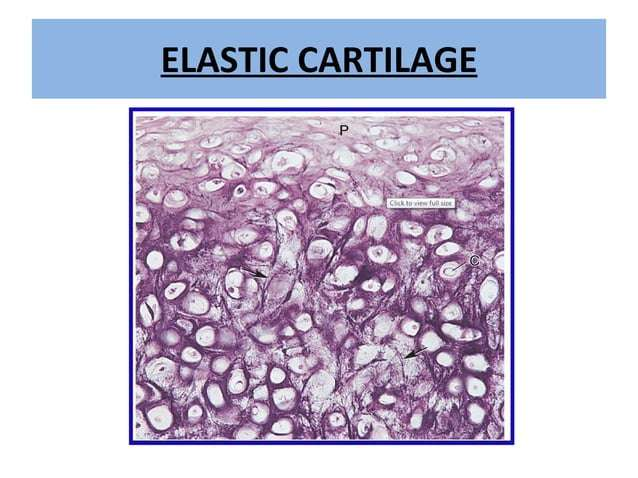 ELASTIC CARTILAGE
P
Click to view full size
C